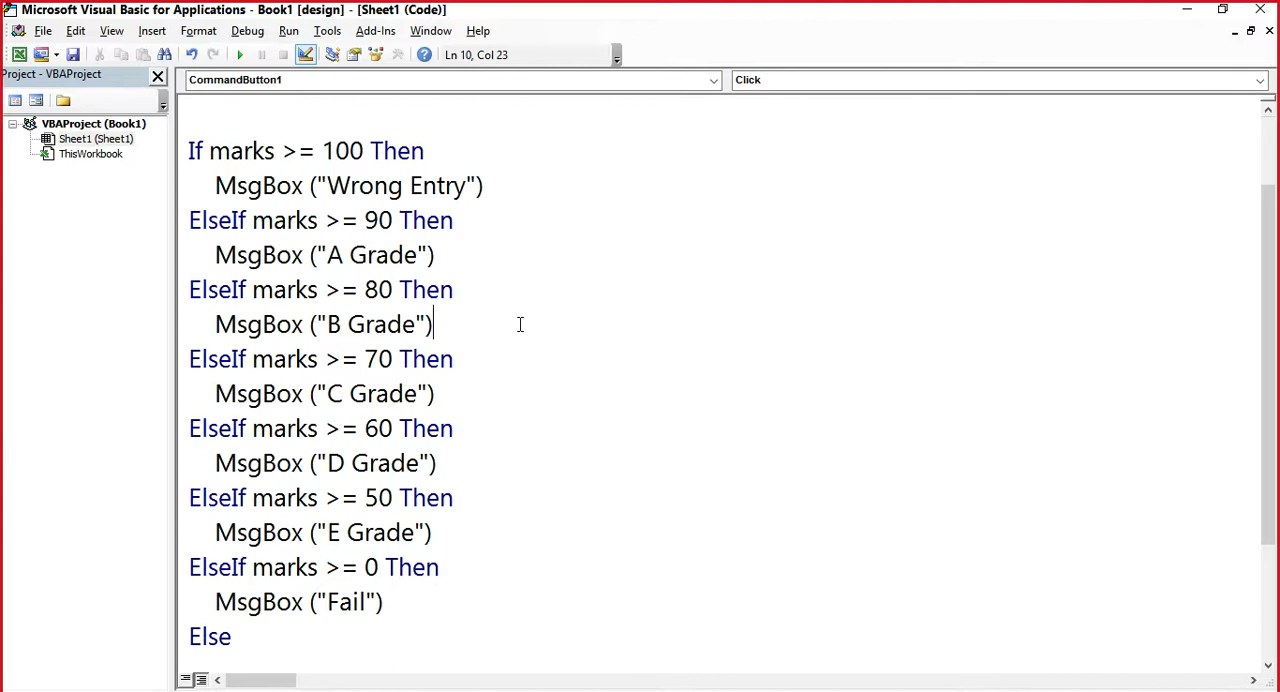 Microsoft Visual Basic for Applications - Book1 [design] - [Sheet1 (Code)]
File Edit View Insert Format Debug Run Tools Add-Ins Window Help
Ln 10, Col 23
Project - VBAProject
CommandButton1
Click
VBAProject (Book1)
Sheet1 (Sheet1)
ThisWorkbook
If marks >= 100 Then
MsgBox ("Wrong Entry")
ElseIf marks >= 90 Then
MsgBox ("A Grade")
ElseIf marks >= 80 Then
MsgBox ("B Grade")
ElseIf marks >= 70 Then
MsgBox ("C Grade")
ElseIf marks >= 60 Then
MsgBox ("D Grade")
ElseIf marks >= 50 Then
MsgBox ("E Grade")
ElseIf marks >= 0 Then
MsgBox ("Fail")
Else